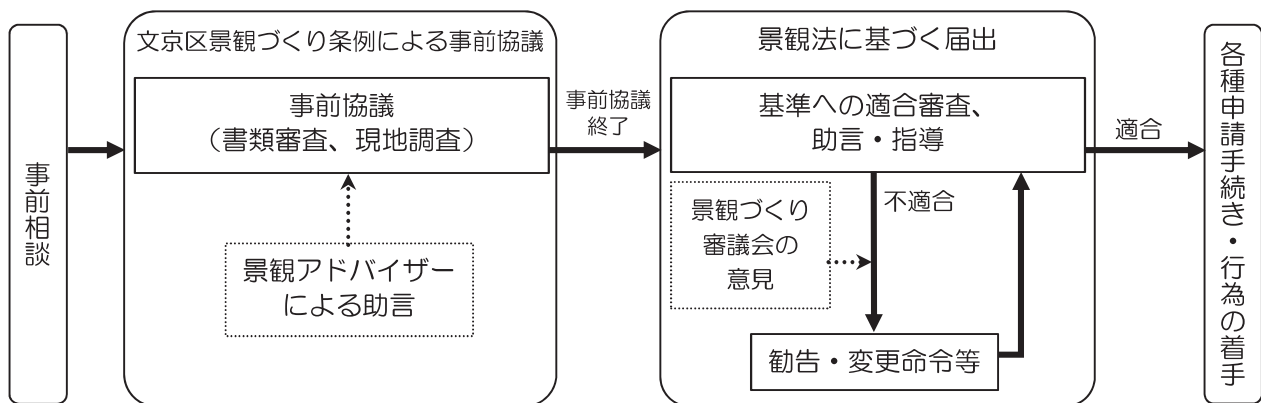 事前相談
文京区景観づくり条例による事前協議
事前協議
（書類審査、現地調査）
景観アドバイザー
による助言
事前協議
終了
景観法に基づく届出
基準への適合審査、
助言・指導
不適合
景観づくり
審議会の
意見
勧告・変更命令等
適合
各種申請手続き・行為の着手